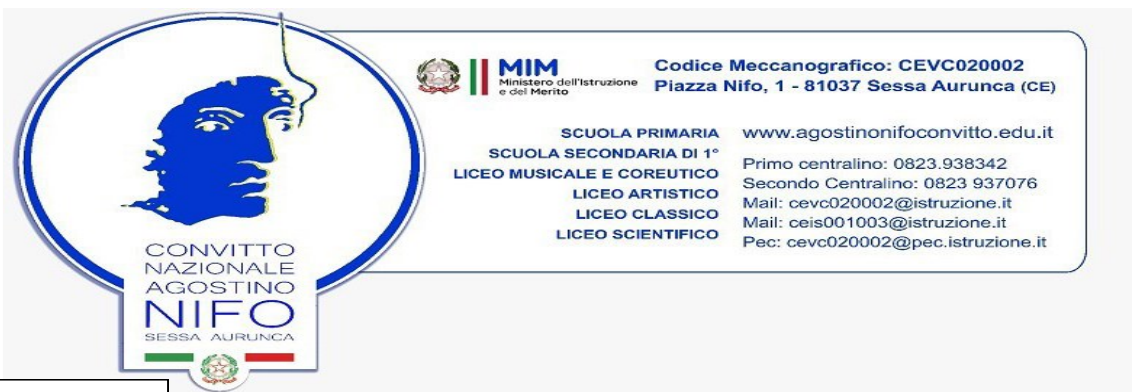 CONVITTO
NAZIONALE
AGOSTINO
NIFO
SESSA AURUNCA
MIM
Ministero dell'Istruzione
e del Merito
Codice Meccanografico: CEVC020002
Piazza Nifo, 1 - 81037 Sessa Aurunca (CE)
SCUOLA PRIMARIA
SCUOLA SECONDARIA DI 1°
LICEO MUSICALE E COREUTICO
LICEO ARTISTICO
LICEO CLASSICO
LICEO SCIENTIFICO
www.agostinonifoconvitto.edu.it
Primo centralino: 0823.938342
Secondo Centralino: 0823 937076
Mail: cevc020002@istruzione.it
Mail: ceis001003@istruzione.it
Pec: cevc020002@pec.istruzione.it